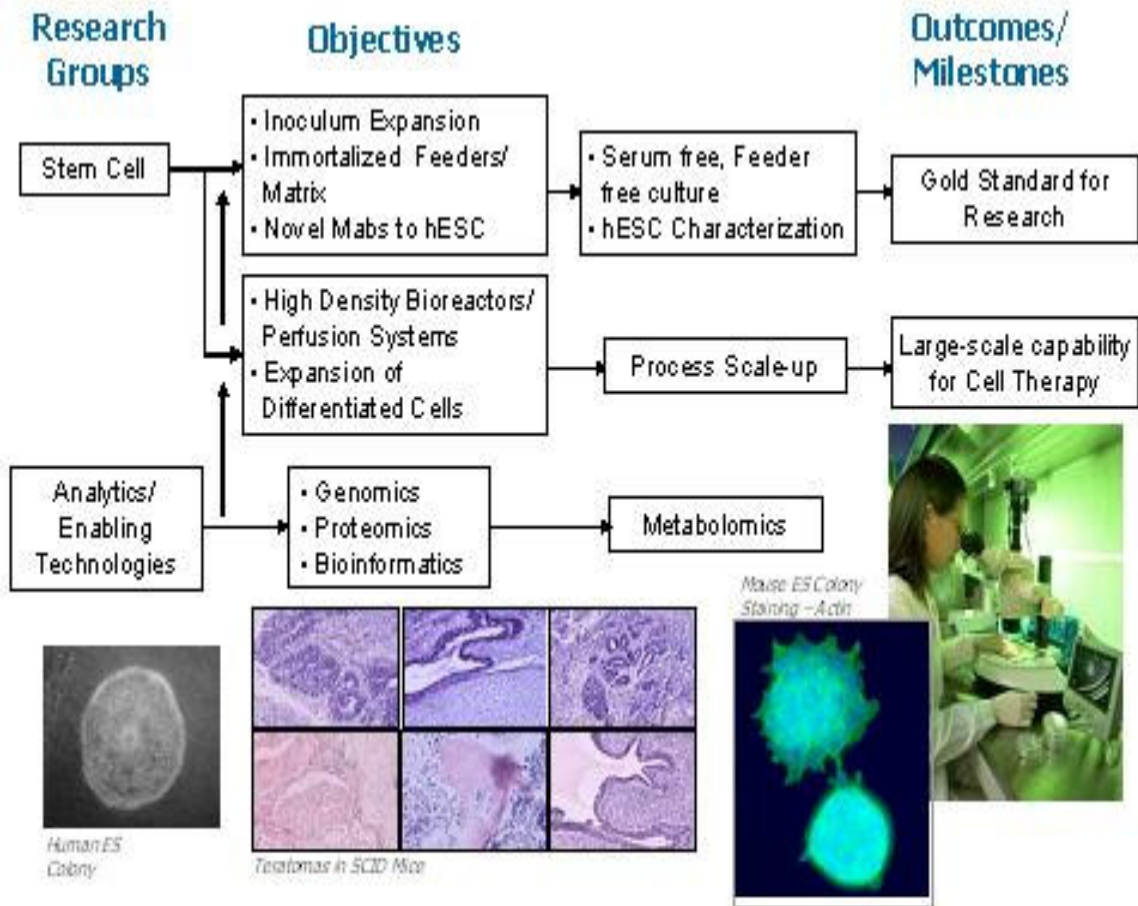 Research
Groups
Objectives
Outcomes/
Milestones
Stem Cell
• Inoculum Expansion
• Immortalized Feeders/
Matrix
• Novel Mabs to hESC
• Serum free, Feeder
free culture
• hESC Characterization
Gold Standard for
Research
• High Density Bioreactors/
Perfusion Systems
• Expansion of
Differentiated Cells
Process Scale-up
Large-scale capability
for Cell Therapy
Analytics/
Enabling
Technologies
• Genomics
• Proteomics
• Bioinformatics
Metabolomics
Mouse ES Colony
Staining – Actin
Human ES
Colony
Teratomas in SCID Mice